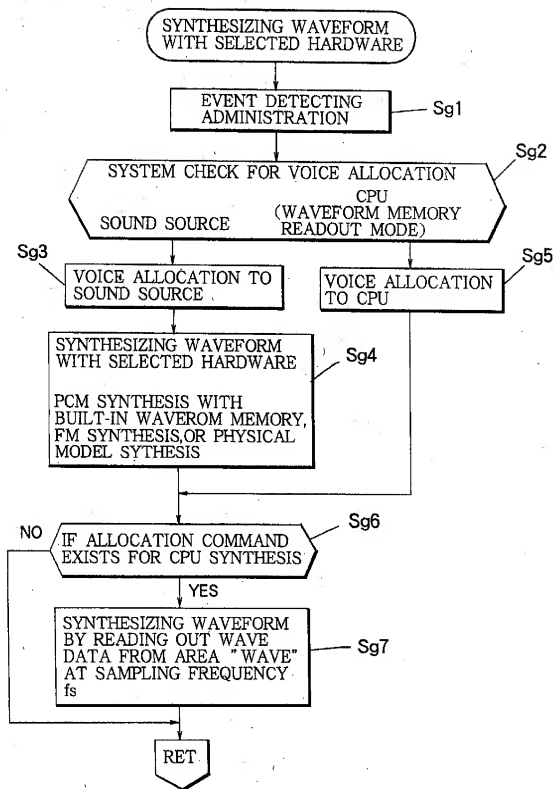 SYNTHESIZING WAVEFORM
WITH SELECTED HARDWARE
EVENT DETECTING
ADMINISTRATION
Sg1
Sg2
SYSTEM CHECK FOR VOICE ALLOCATION
CPU
(WAVEFORM MEMORY
SOUND SOURCE
READOUT MODE)
Sg3
VOICE ALLOCATION TO
SOUND SOURCE
Sg5
VOICE ALLOCATION
TO CPU
SYNTHESIZING WAVEFORM
WITH SELECTED HARDWARE
Sg4
PCM SYNTHESIS WITH
BUILT-IN WAVEROM MEMORY,
FM SYNTHESIS,OR PHYSICAL
MODEL SYTHESIS
Sg6
NO
IF ALLOCATION COMMAND
EXISTS FOR CPU SYNTHESIS
YES
SYNTHESIZING WAVEFORM
BY READING OUT WAVE
DATA FROM AREA "WAVE"
AT SAMPLING FREQUENCY
fs
Sg7
RET